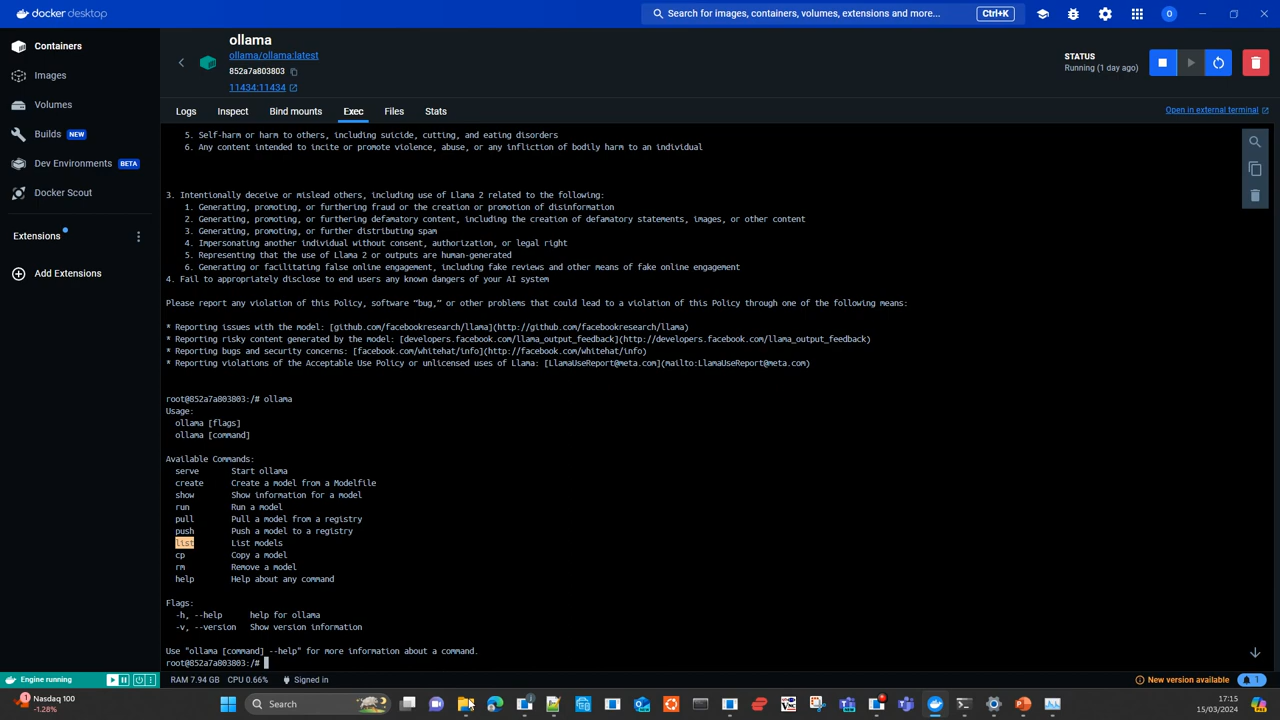 docker desktop
Search for images, containers, volumes, extensions and more...
Ctrl+K
O
Containers
Images
Volumes
Builds NEW
Dev Environments BETA
Docker Scout
Extensions
Add Extensions
ollama
ollama/ollama:latest
852a7a803803
11434:11434
STATUS
Running (1 day ago)
Logs Inspect Bind mounts Exec Files Stats
Open in external terminal
5. Self-harm or harm to others, including suicide, cutting, and eating disorders
6. Any content intended to incite or promote violence, abuse, or any infliction of bodily harm to an individual
3. Intentionally deceive or mislead others, including use of Llama 2 related to the following:
1. Generating, promoting, or furthering fraud or the creation or promotion of disinformation
2. Generating, promoting, or furthering defamatory content, including the creation of defamatory statements, images, or other content
3. Generating, promoting, or further distributing spam
4. Impersonating another individual without consent, authorization, or legal right
5. Representing that the use of Llama 2 or outputs are human-generated
6. Generating or facilitating false online engagement, including fake reviews and other means of fake online engagement
4. Fail to appropriately disclose to end users any known dangers of your AI system
Please report any violation of this Policy, software “bug,” or other problems that could lead to a violation of this Policy through one of the following means:
* Reporting issues with the model: [github.com/facebookresearch/llama](http://github.com/facebookresearch/llama)
* Reporting risky content generated by the model: [developers.facebook.com/llama_output_feedback](http://developers.facebook.com/llama_output_feedback)
* Reporting bugs and security concerns: [facebook.com/whitehat/info](http://facebook.com/whitehat/info)
* Reporting violations of the Acceptable Use Policy or unlicensed uses of Llama: [LlamaUseReport@meta.com](mailto:LlamaUseReport@meta.com)
root@852a7a803803:/# ollama
Usage:
ollama [flags]
ollama [command]
Available Commands:
serve Start ollama
create Create a model from a Modelfile
show Show information for a model
run Run a model
pull Pull a model from a registry
push Push a model to a registry
list List models
cp Copy a model
rm Remove a model
help Help about any command
Flags:
-h, --help help for ollama
-v, --version Show version information
Use "ollama [command] --help" for more information about a command.
root@852a7a803803:/#
Engine running
RAM 7.94 GB CPU 0.66% Signed in
New version available
1
1
Nasdaq 100
-1.28%
Search
17:15
15/03/2024